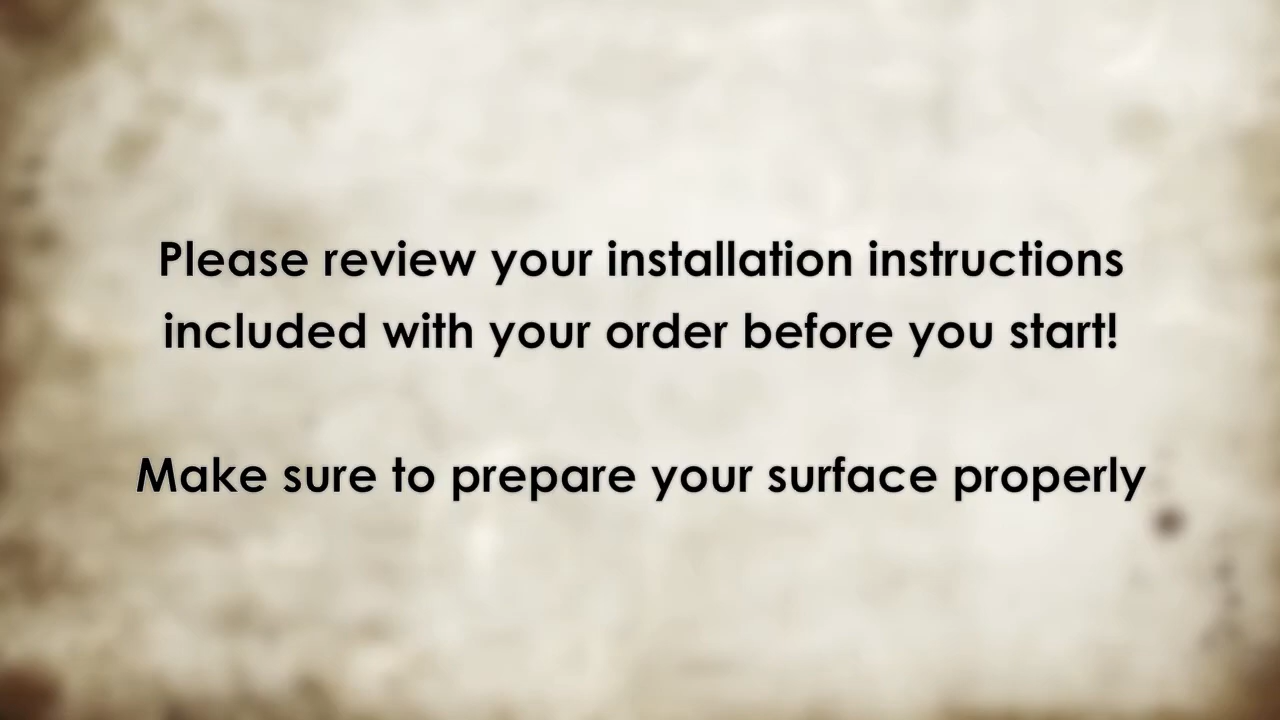 Please review your installation instructions
included with your order before you start!
Make sure to prepare your surface properly